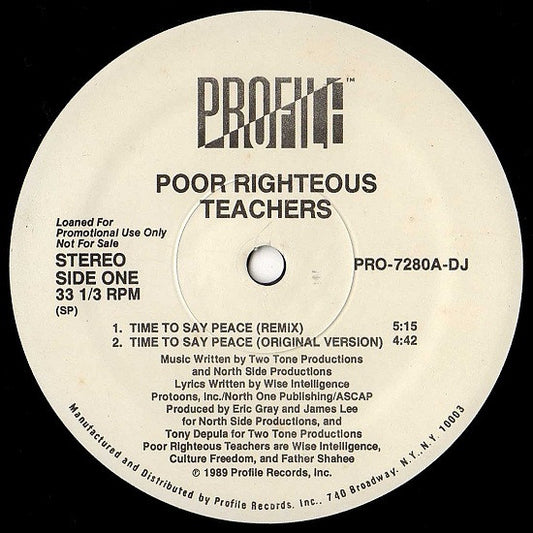 PROFILE™
POOR RIGHTEOUS
TEACHERS
Loaned For
Promotional Use Only
Not For Sale
STEREO
SIDE ONE
33 1/3 RPM
(SP)
PRO-7280A-DJ
1. TIME TO SAY PEACE (REMIX) 5:15
2. TIME TO SAY PEACE (ORIGINAL VERSION) 4:42
Music Written by Two Tone Productions
and North Side Productions
Lyrics Written by Wise Intelligence
Protoons, Inc./North One Publishing/ASCAP
Produced by Eric Gray and James Lee
for North Side Productions, and
Tony Depula for Two Tone Productions
Poor Righteous Teachers are Wise Intelligence,
Culture Freedom, and Father Shahee
© 1989 Profile Records, Inc.
Manufactured and Distributed by Profile Records, Inc., 740 Broadway, N.Y., N.Y. 10003